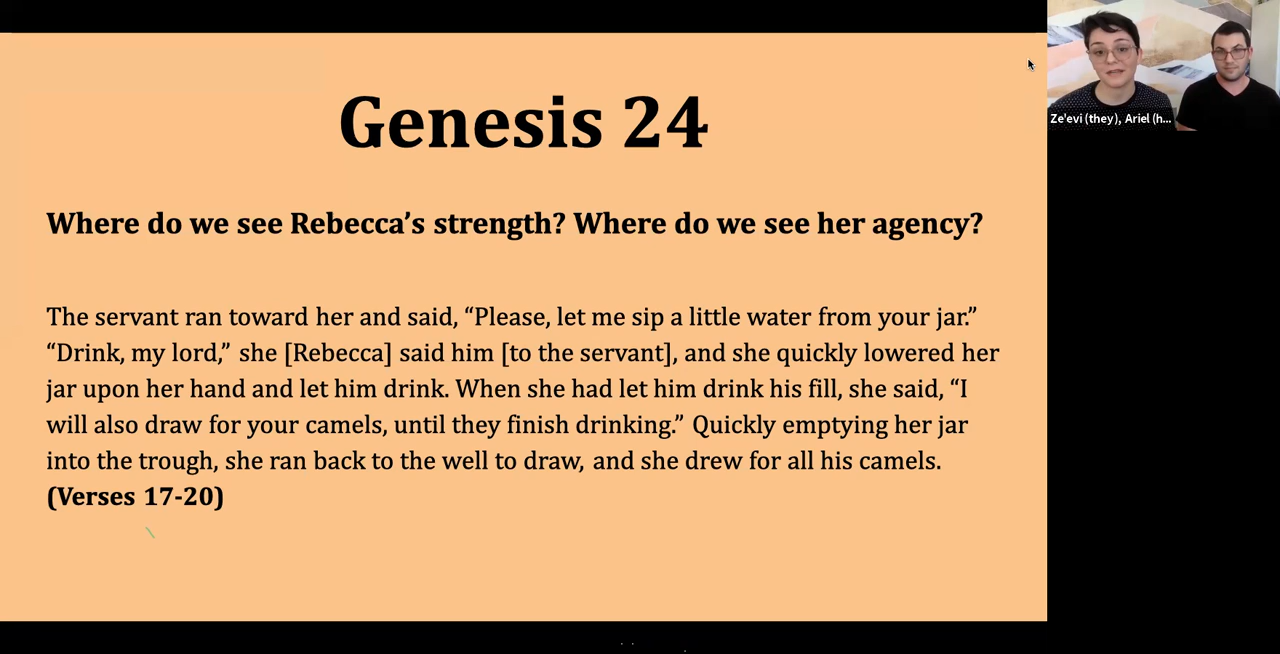 Genesis 24
Where do we see Rebecca’s strength? Where do we see her agency?
The servant ran toward her and said, “Please, let me sip a little water from your jar.”
“Drink, my lord,” she [Rebecca] said him [to the servant], and she quickly lowered her
jar upon her hand and let him drink. When she had let him drink his fill, she said, “I
will also draw for your camels, until they finish drinking.” Quickly emptying her jar
into the trough, she ran back to the well to draw, and she drew for all his camels.
(Verses 17-20)
Ze'evi (they), Ariel (h...